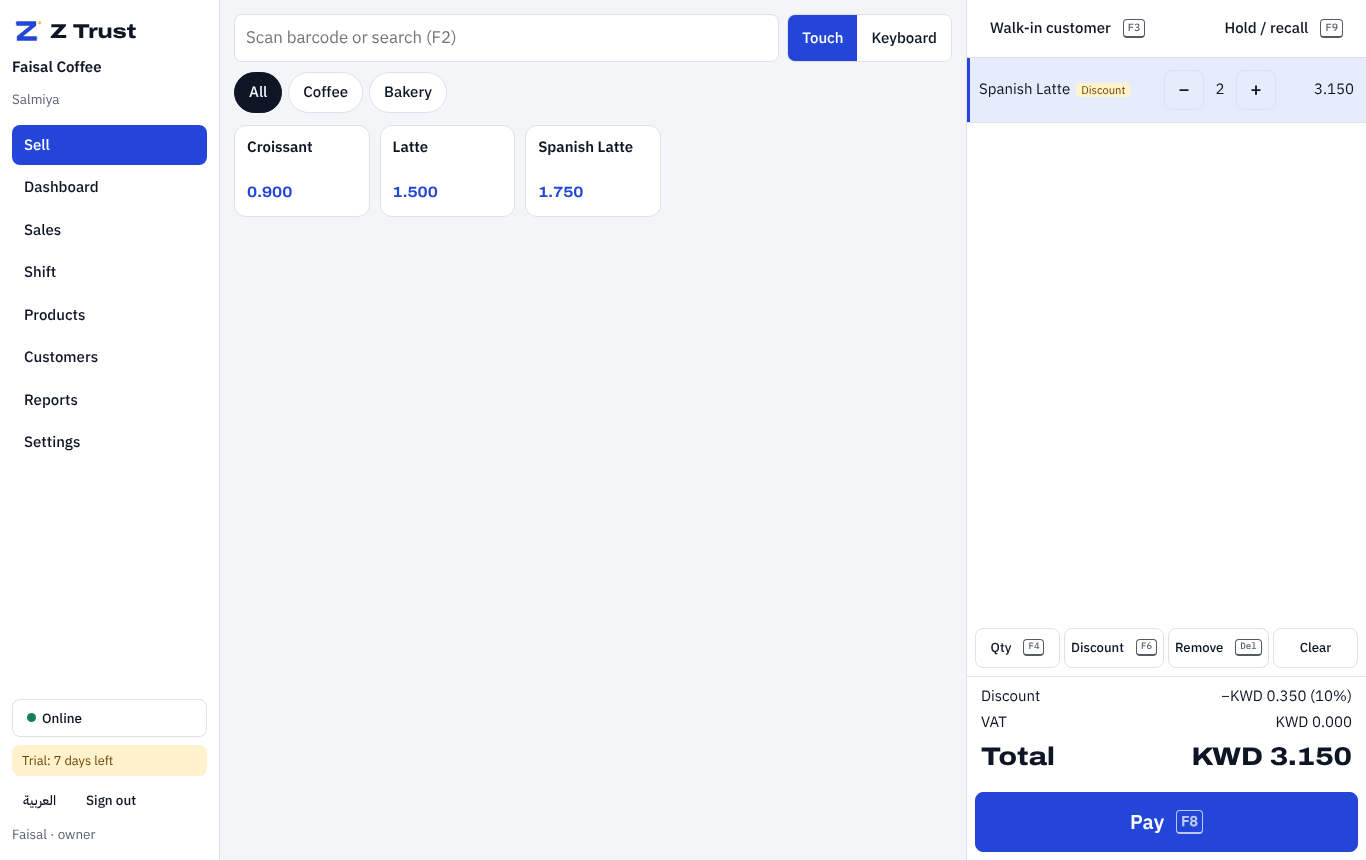 Z Trust
Faisal Coffee
Salmiya
Sell
Dashboard
Sales
Shift
Products
Customers
Reports
Settings
Online
Trial: 7 days left
العربية Sign out
Faisal · owner
Scan barcode or search (F2)
Touch Keyboard
All Coffee Bakery
Croissant
0.900
Latte
1.500
Spanish Latte
1.750
Walk-in customer F3 Hold / recall F9
Spanish Latte Discount − 2 + 3.150
Qty F4 Discount F6 Remove Del Clear
Discount −KWD 0.350 (10%)
VAT KWD 0.000
Total KWD 3.150
Pay F8